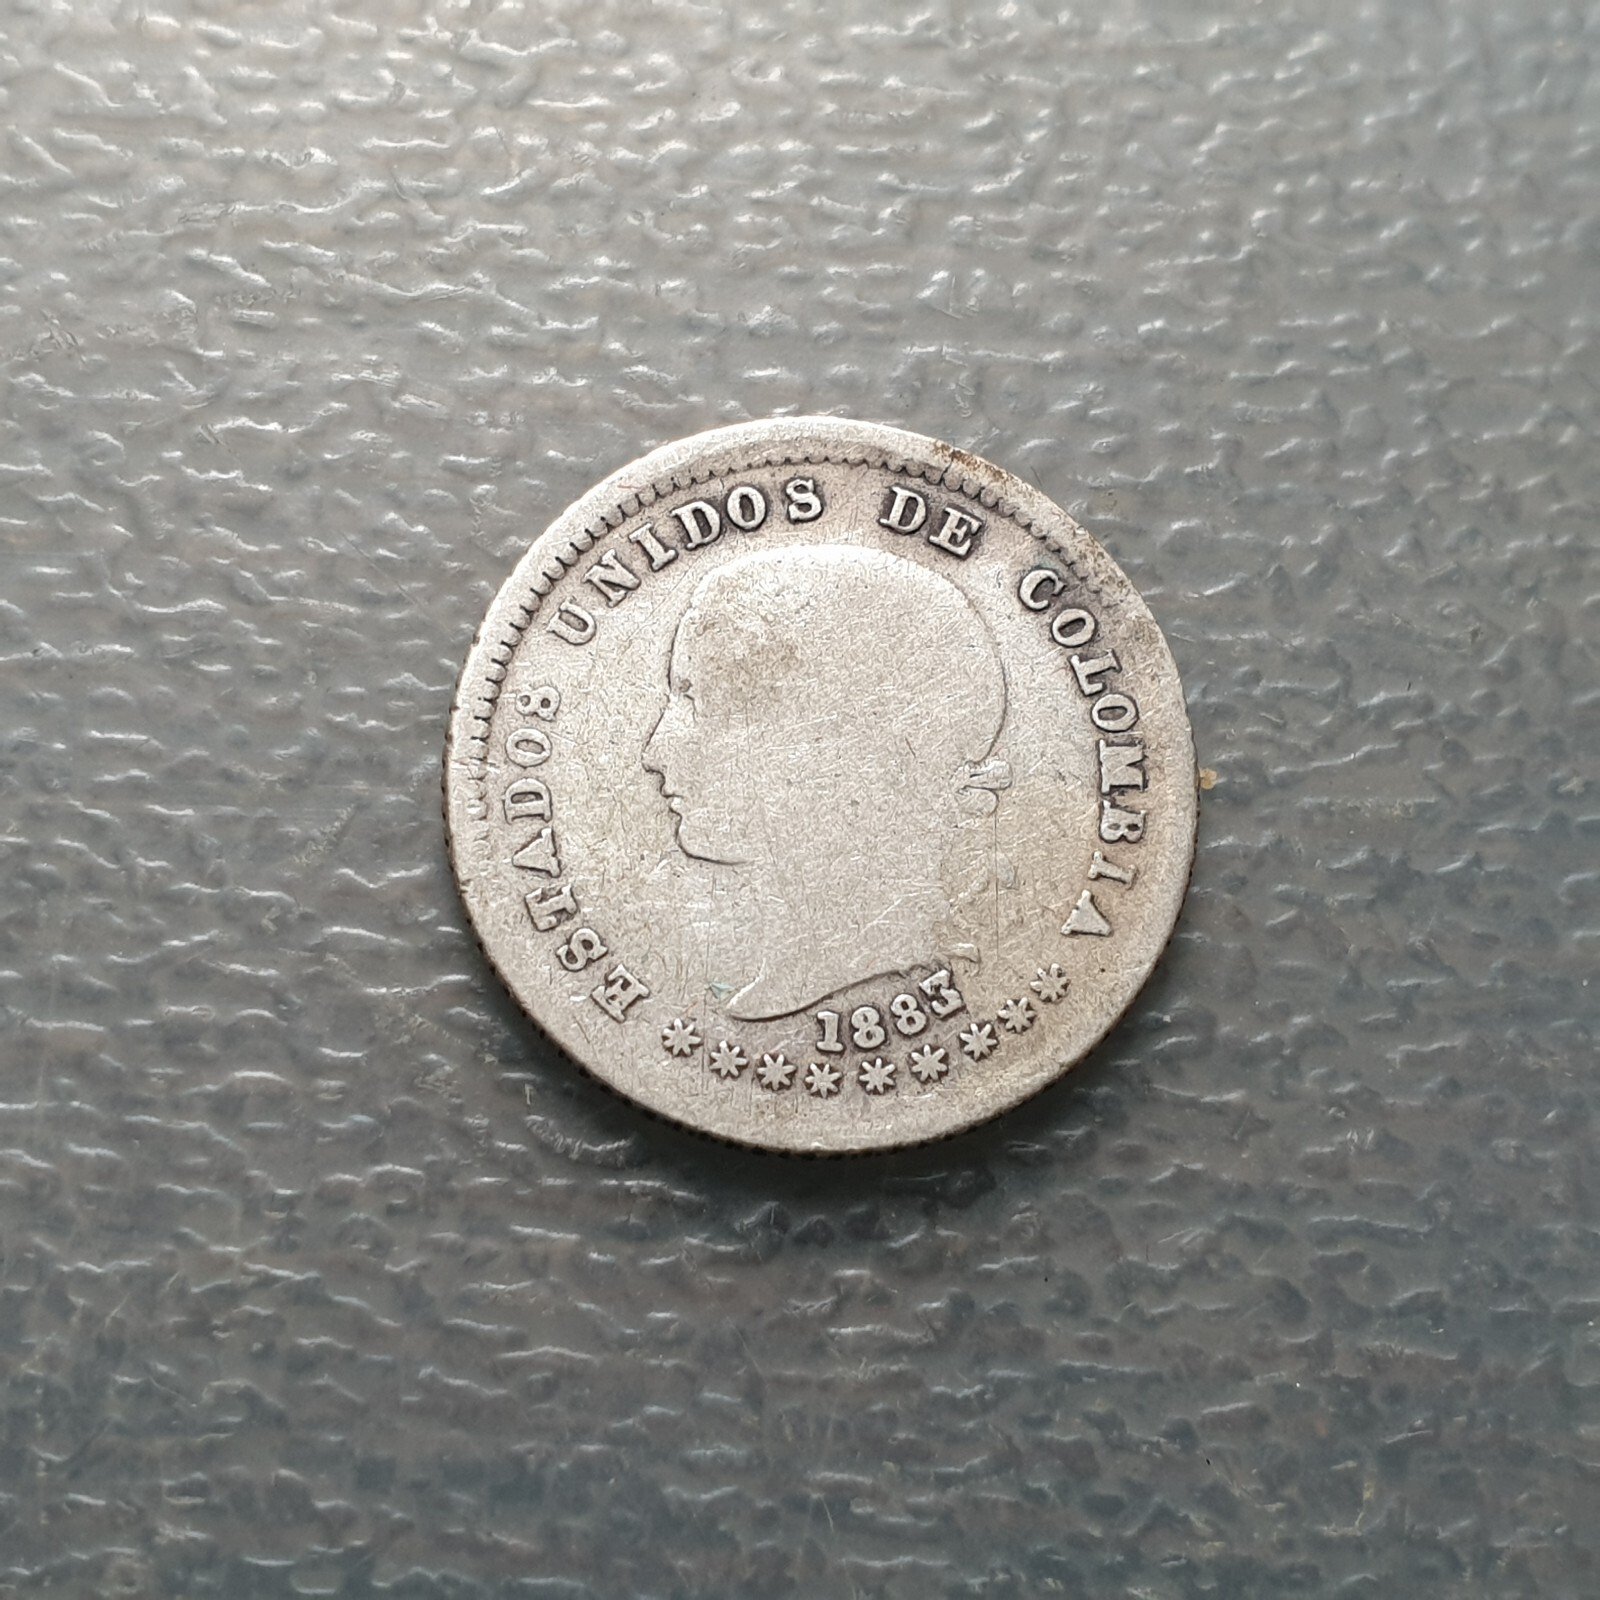 ESTADOS UNIDOS DE COLOMBIA
1883